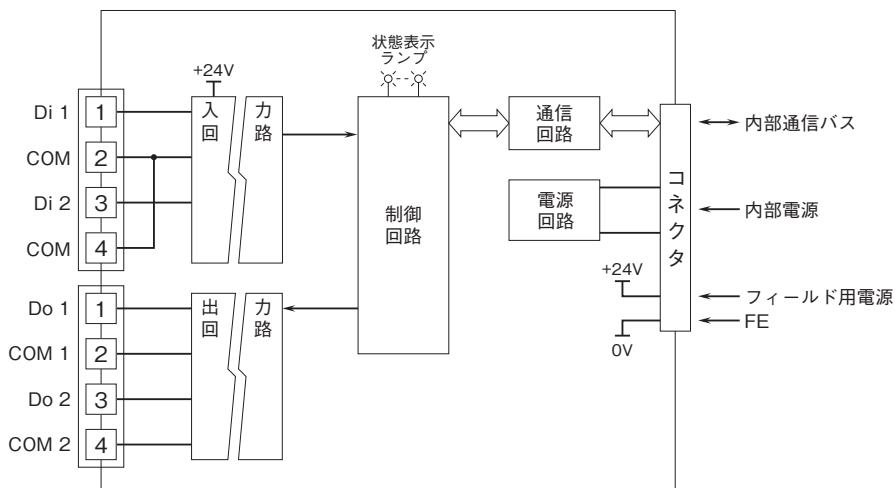 状態表示
ランプ
+24V
Di 1
1
COM
2
Di 2
3
COM
4
入力
回路
制御
回路
通信
回路
電源
回路
コネクタ
内部通信バス
内部電源
+24V
フィールド用電源
FE
0V
Do 1
1
COM 1
2
Do 2
3
COM 2
4
出力
回路